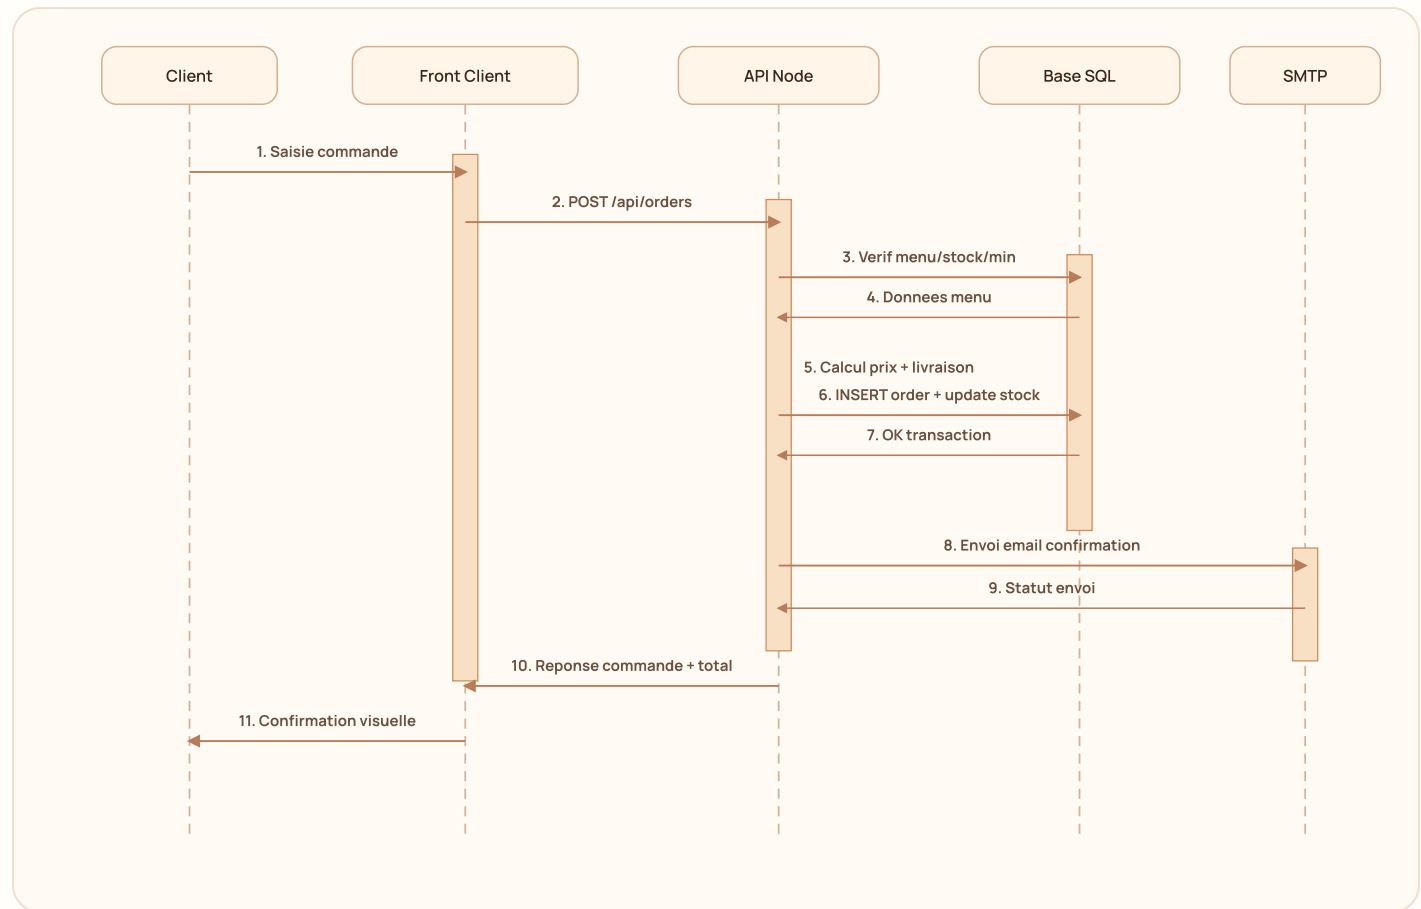 Client
Front Client
API Node
Base SQL
SMTP
1. Saisie commande
2. POST /api/orders
3. Verif menu/stock/min
4. Donnees menu
5. Calcul prix + livraison
6. INSERT order + update stock
7. OK transaction
8. Envoi email confirmation
9. Statut envoi
10. Reponse commande + total
11. Confirmation visuelle